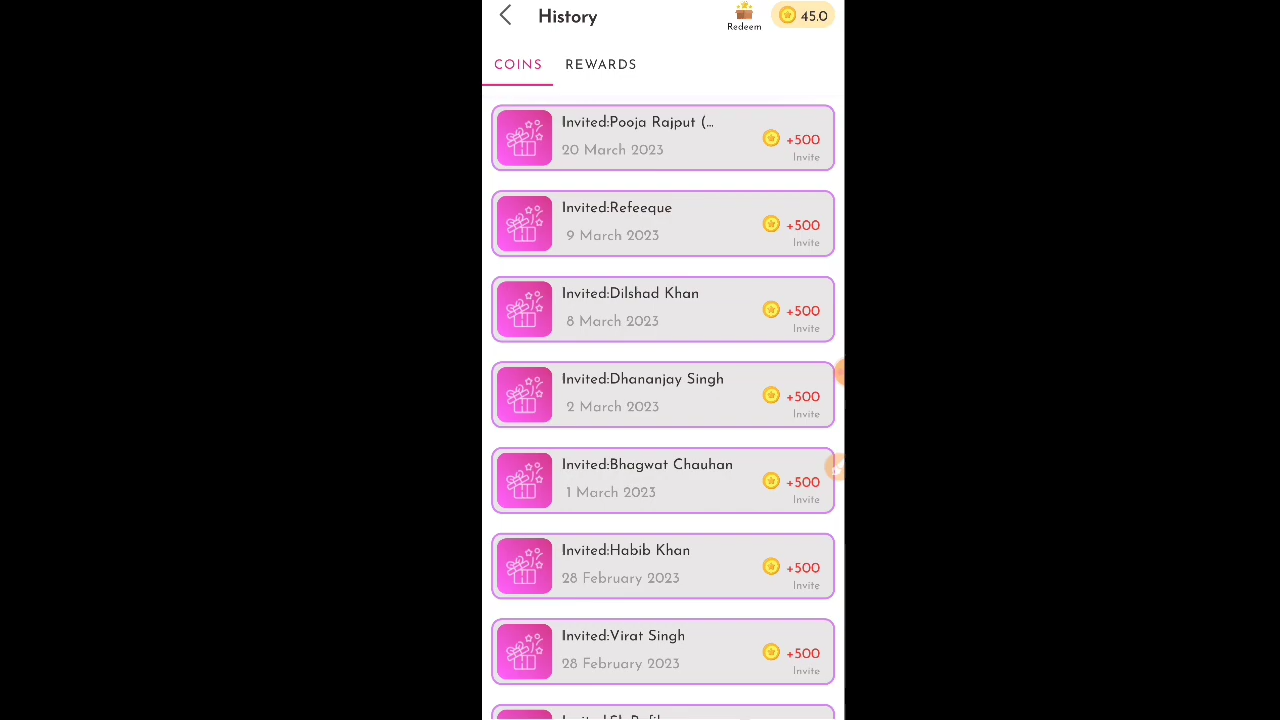 History
Redeem
45.0
COINS REWARDS
Invited:Pooja Rajput (...
20 March 2023
+500
Invite
Invited:Refeeque
9 March 2023
+500
Invite
Invited:Dilshad Khan
8 March 2023
+500
Invite
Invited:Dhananjay Singh
2 March 2023
+500
Invite
Invited:Bhagwat Chauhan
1 March 2023
+500
Invite
Invited:Habib Khan
28 February 2023
+500
Invite
Invited:Virat Singh
28 February 2023
+500
Invite